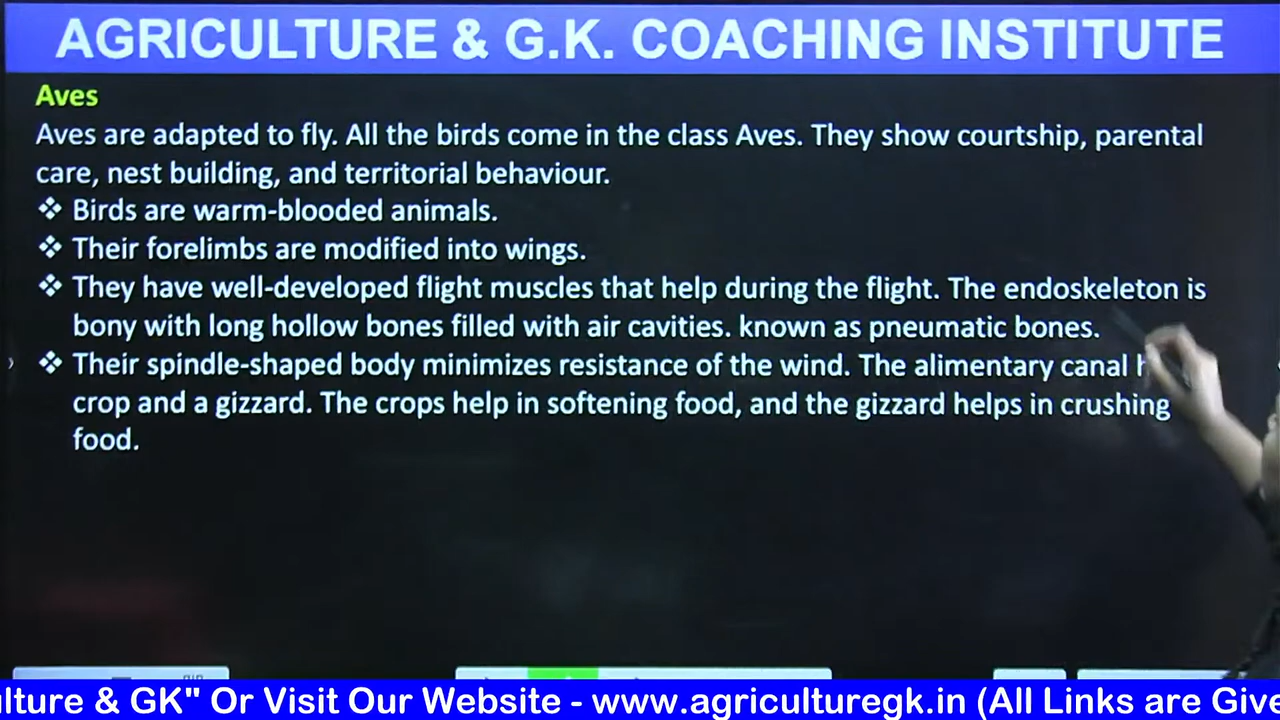 AGRICULTURE & G.K. COACHING INSTITUTE
Aves
Aves are adapted to fly. All the birds come in the class Aves. They show courtship, parental
care, nest building, and territorial behaviour.
❖ Birds are warm-blooded animals.
❖ Their forelimbs are modified into wings.
❖ They have well-developed flight muscles that help during the flight. The endoskeleton is
bony with long hollow bones filled with air cavities. known as pneumatic bones.
❖ Their spindle-shaped body minimizes resistance of the wind. The alimentary canal
crop and a gizzard. The crops help in softening food, and the gizzard helps in crushing
food.
& GK" Or Visit Our Website - www.agriculturegk.in (All Links are